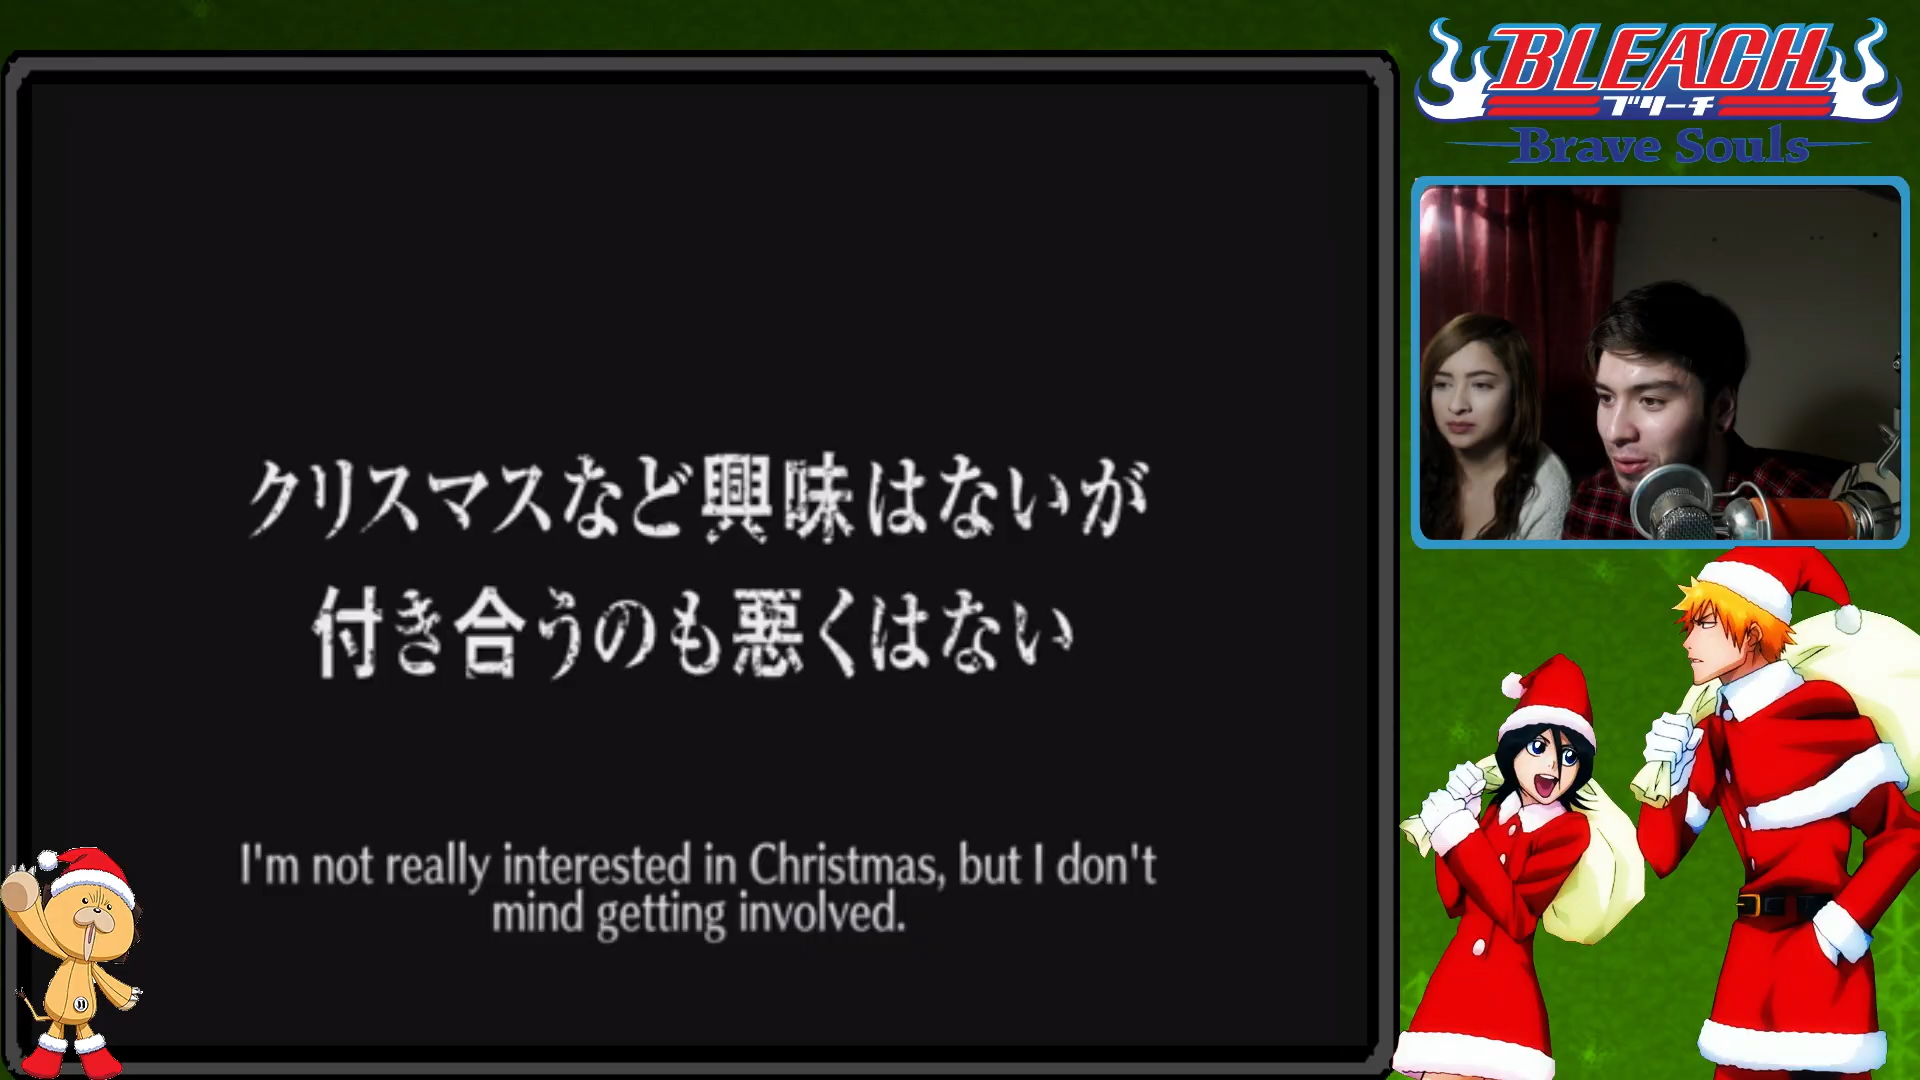 クリスマスなど興味はないが
付き合うのも悪くはない
I'm not really interested in Christmas, but I don't
mind getting involved.
BLEACH
ブリーチ
Brave Souls